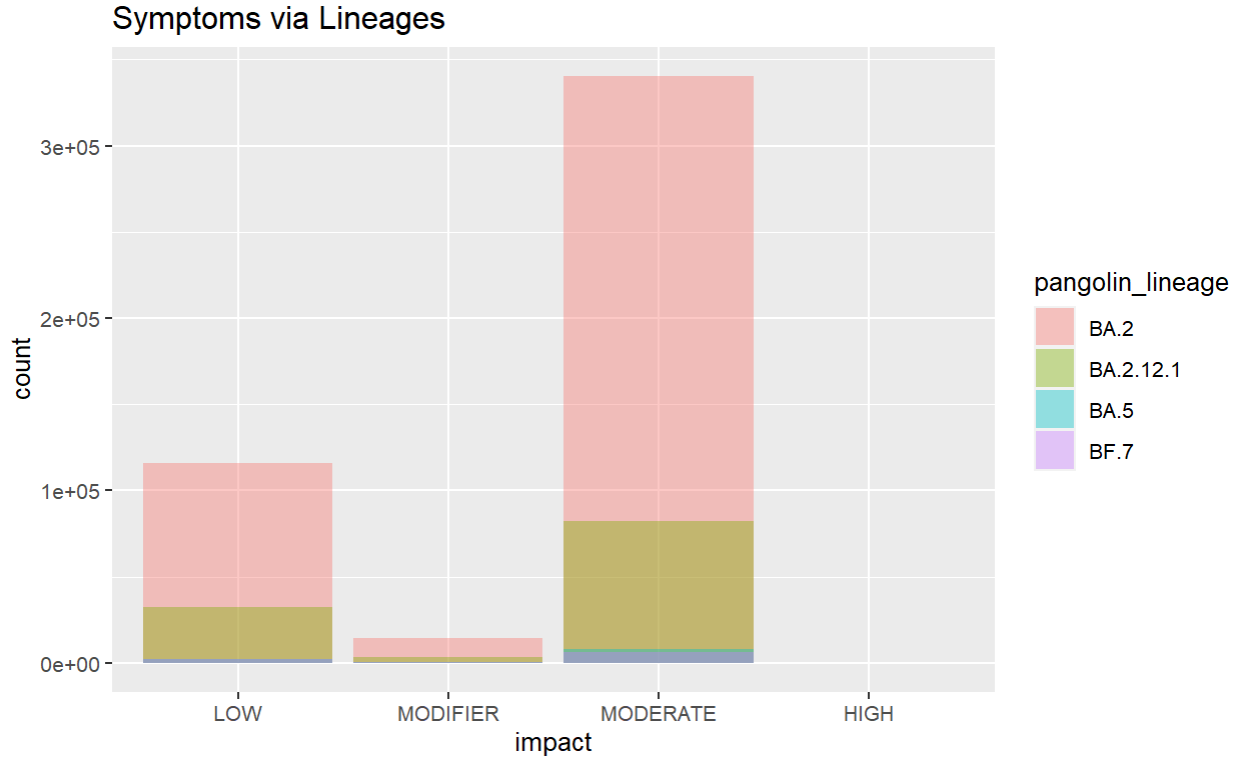 Symptoms via Lineages
3e+05
2e+05
1e+05
0e+00
count
LOW MODIFIER MODERATE HIGH
impact
pangolin_lineage
BA.2
BA.2.12.1
BA.5
BF.7